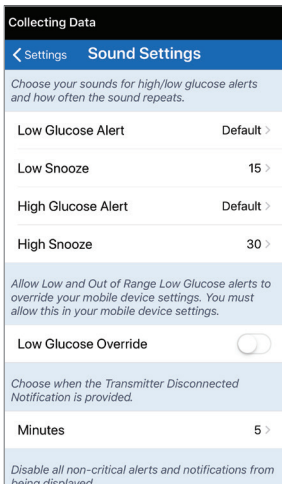 Collecting Data
Settings Sound Settings
Choose your sounds for high/low glucose alerts
and how often the sound repeats.
Low Glucose Alert Default
Low Snooze 15
High Glucose Alert Default
High Snooze 30
Allow Low and Out of Range Low Glucose alerts to
override your mobile device settings. You must
allow this in your mobile device settings.
Low Glucose Override
Choose when the Transmitter Disconnected
Notification is provided.
Minutes 5
Disable all non-critical alerts and notifications from
being displayed